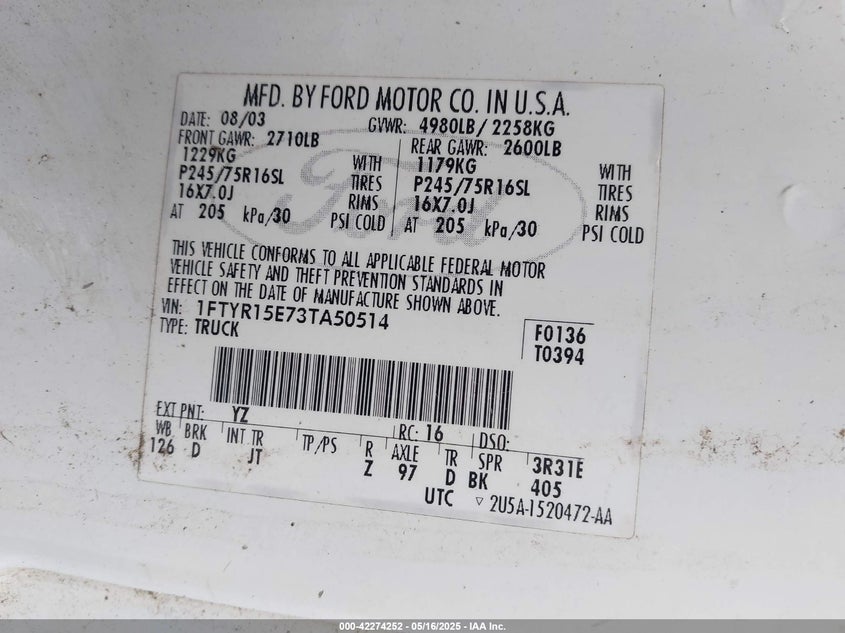 MFD. BY FORD MOTOR CO. IN U.S.A.
DATE: 08/03 GVWR: 4980LB/ 2258KG
FRONT GAWR: 2710LB REAR GAWR: 2600LB
1229KG WITH 1179KG WITH
P245/75R16SL TIRES P245/75R16SL TIRES
16X7.0J RIMS 16X7.0J RIMS
AT 205 kPa/30 PSI COLD AT 205 kPa/30 PSI COLD
Ford
THIS VEHICLE CONFORMS TO ALL APPLICABLE FEDERAL MOTOR
VEHICLE SAFETY AND THEFT PREVENTION STANDARDS IN
EFFECT ON THE DATE OF MANUFACTURE SHOWN ABOVE.
VIN: 1FTYR15E73TA50514
TYPE: TRUCK
F0136
T0394
EXT PNT: YZ RC: 16 DSO:
WB BRK INT TR TP/PS R AXLE TR SPR 3R31E
126 D JT Z 97 D BK 405
UTC ▽ 2U5A-1520472-AA
000-42274252 - 05/16/2025 - IAA Inc.